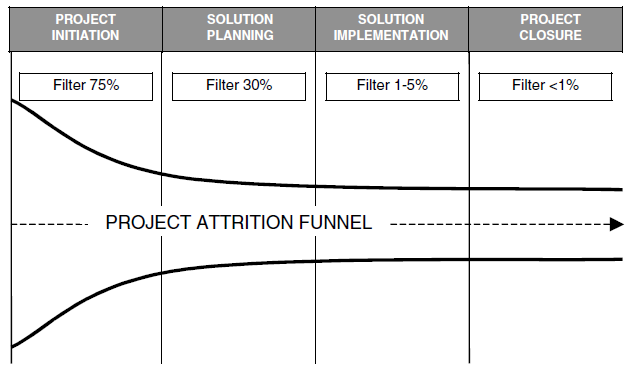 PROJECT
INITIATION
SOLUTION
PLANNING
SOLUTION
IMPLEMENTATION
PROJECT
CLOSURE
Filter 75%
Filter 30%
Filter 1-5%
Filter <1%
PROJECT ATTRITION FUNNEL